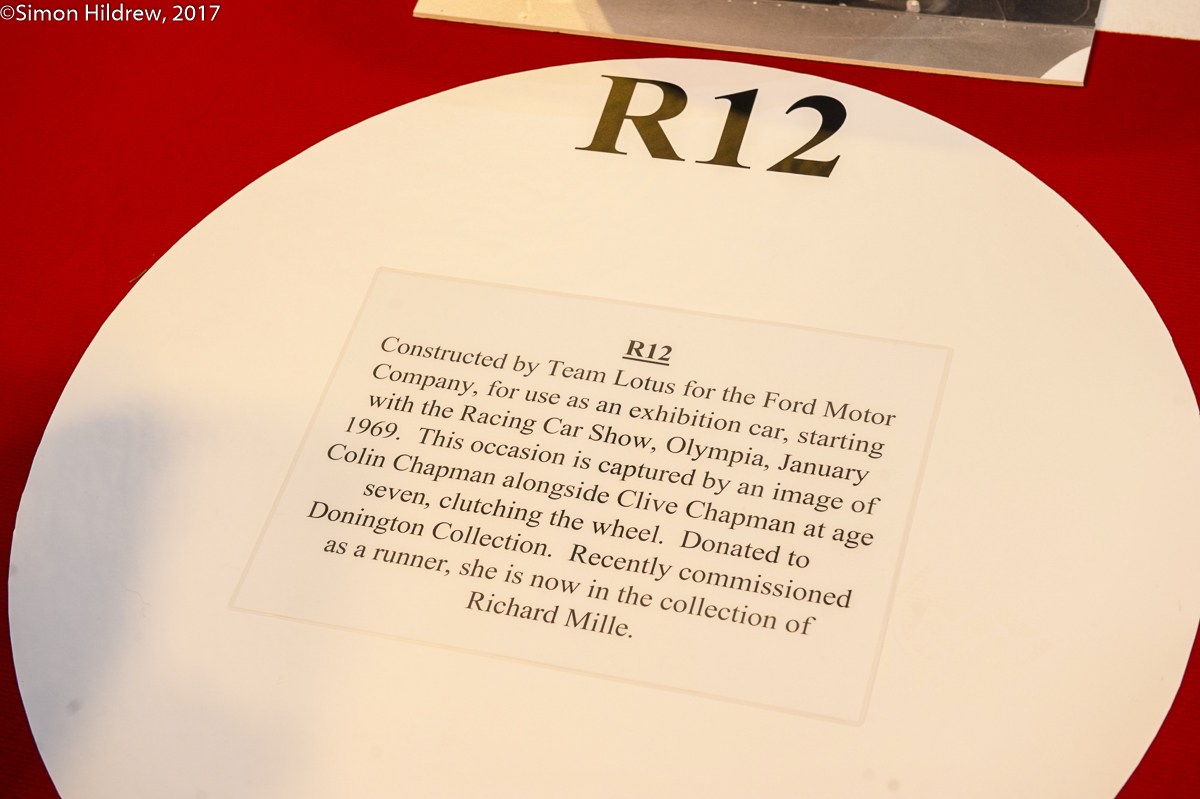 ©Simon Hildrew, 2017
R12
R12
Constructed by Team Lotus for the Ford Motor
Company, for use as an exhibition car, starting
with the Racing Car Show, Olympia, January
1969.  This occasion is captured by an image of
Colin Chapman alongside Clive Chapman at age
seven, clutching the wheel.  Donated to
Donington Collection.  Recently commissioned
as a runner, she is now in the collection of
Richard Mille.